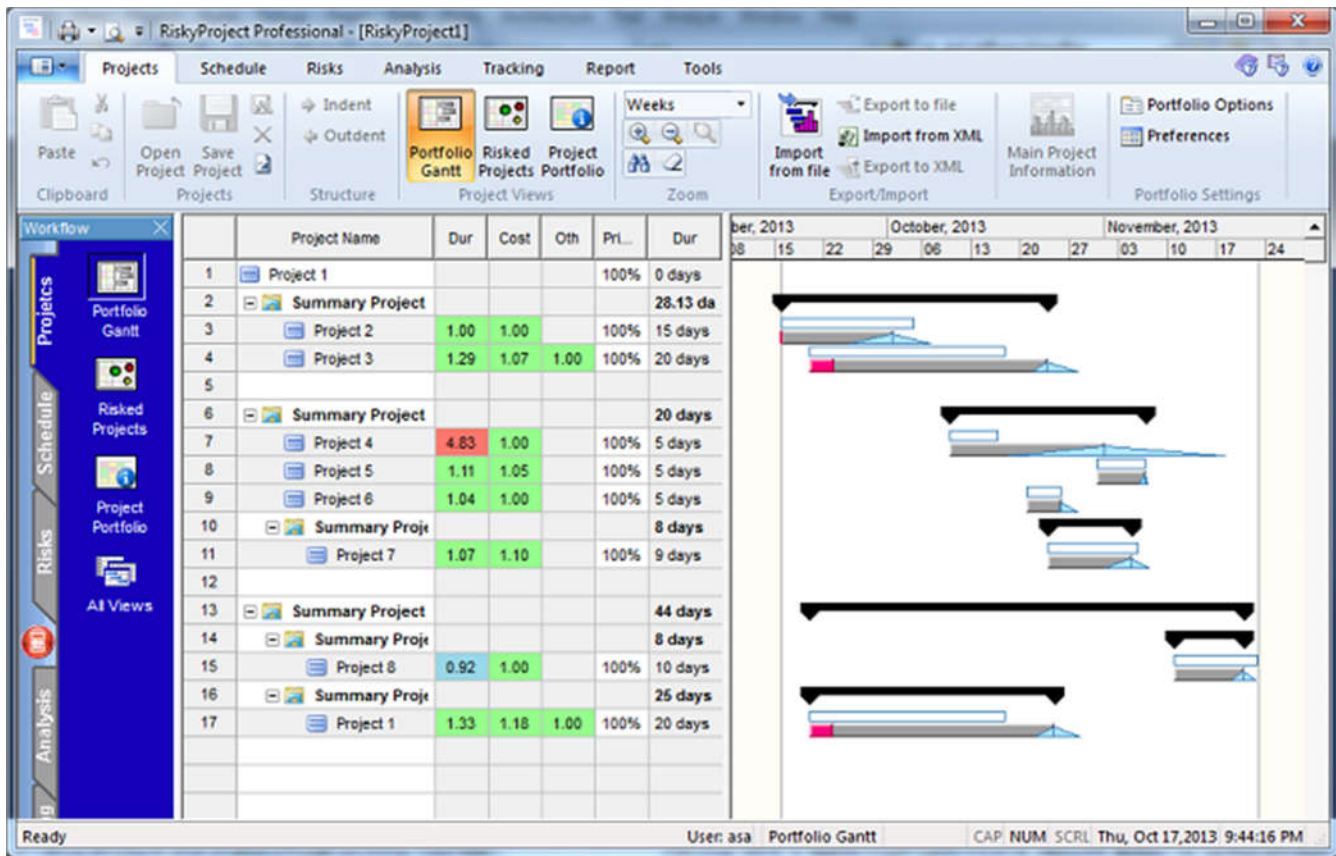 RiskyProject Professional - [RiskyProject1]
Projects Schedule Risks Analysis Tracking Report Tools
Paste
Open Project
Save Project
Indent
Outdent
Portfolio Gantt
Risked Projects
Project Portfolio
Weeks
Import from file
Export to file
Import from XML
Export to XML
Main Project Information
Portfolio Options
Preferences
Clipboard Projects Structure Project Views Zoom Export/Import Portfolio Settings
Workflow
Projetcs
Schedule
Risks
Analysis
Portfolio Gantt
Risked Projects
Project Portfolio
All Views
Project Name Dur Cost Oth Pri... Dur
ber, 2013 October, 2013 November, 2013
08 15 22 29 06 13 20 27 03 10 17 24
1 Project 1 100% 0 days
2 Summary Project 28.13 da
3 Project 2 1.00 1.00 100% 15 days
4 Project 3 1.29 1.07 1.00 100% 20 days
5
6 Summary Project 20 days
7 Project 4 4.83 1.00 100% 5 days
8 Project 5 1.11 1.05 100% 5 days
9 Project 6 1.04 1.00 100% 5 days
10 Summary Proje 8 days
11 Project 7 1.07 1.10 100% 9 days
12
13 Summary Project 44 days
14 Summary Proje 8 days
15 Project 8 0.92 1.00 100% 10 days
16 Summary Proje 25 days
17 Project 1 1.33 1.18 1.00 100% 20 days
Ready User: asa Portfolio Gantt CAP NUM SCRL Thu, Oct 17,2013 9:44:16 PM